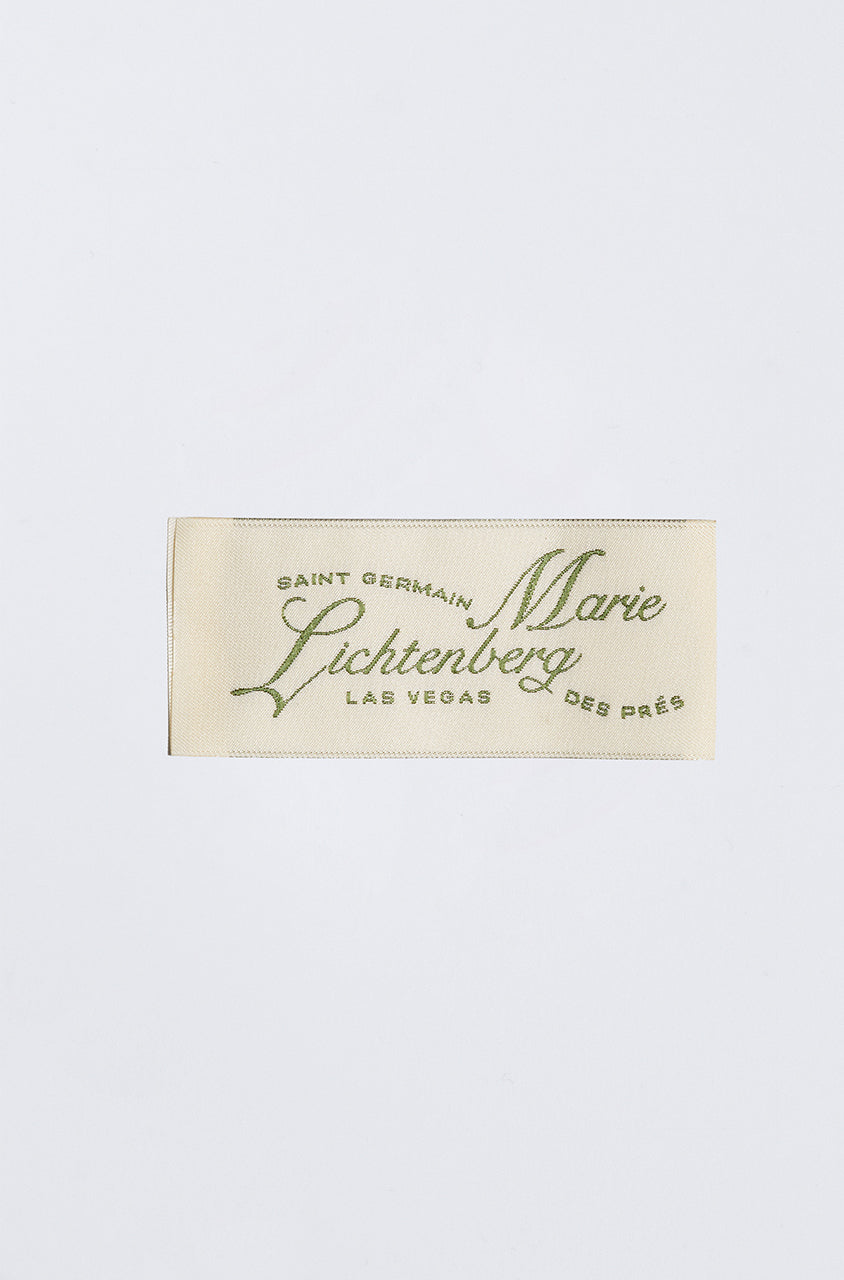 SAINT GERMAIN
Marie
Lichtenberg
LAS VEGAS
DES PRÉS